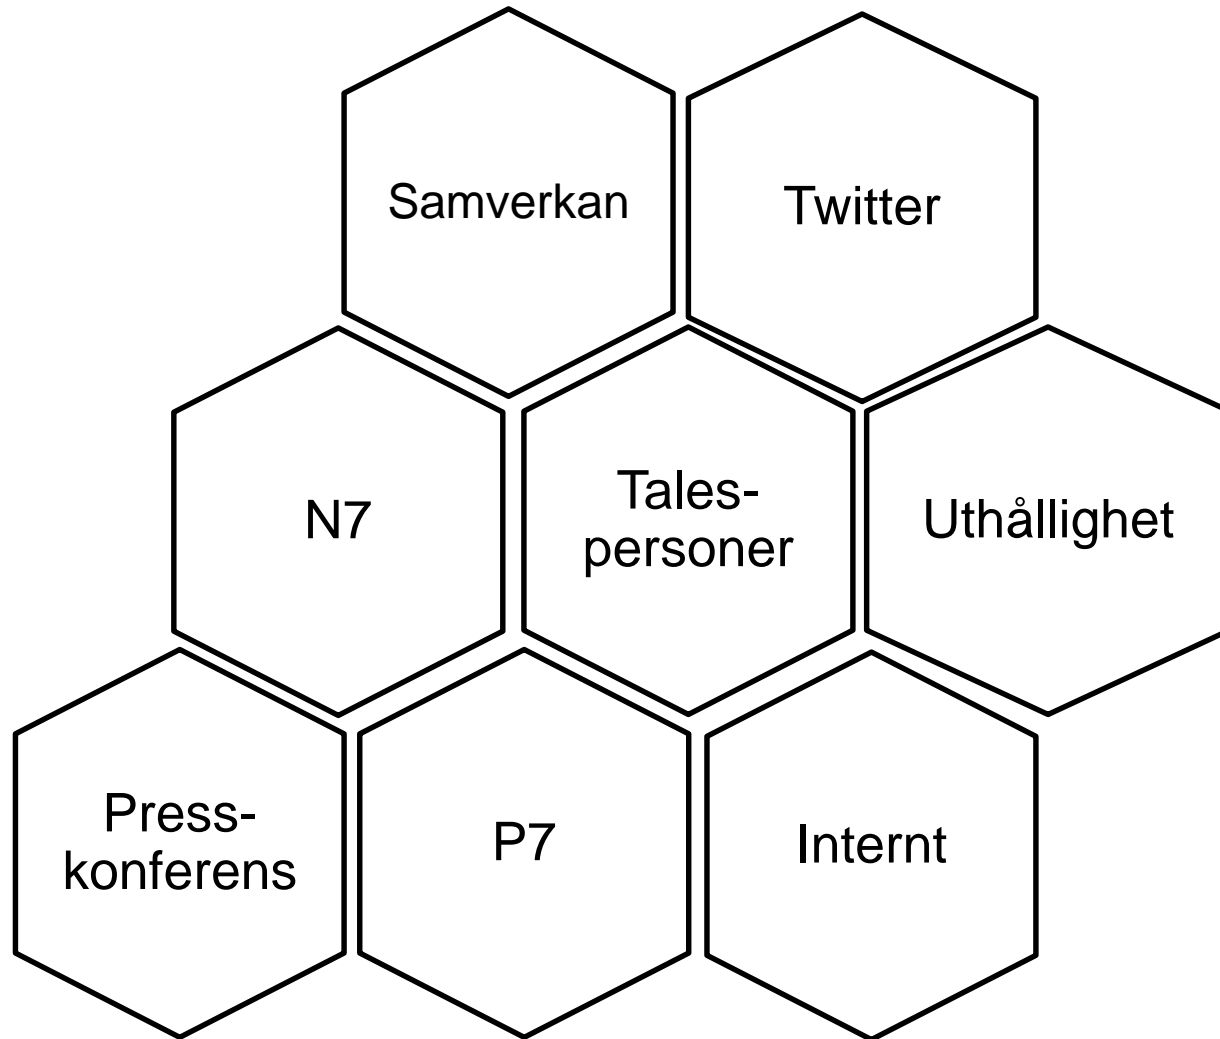 Samverkan
Twitter
N7
Tales-
personer
Uthållighet
Press-
konferens
P7
Internt